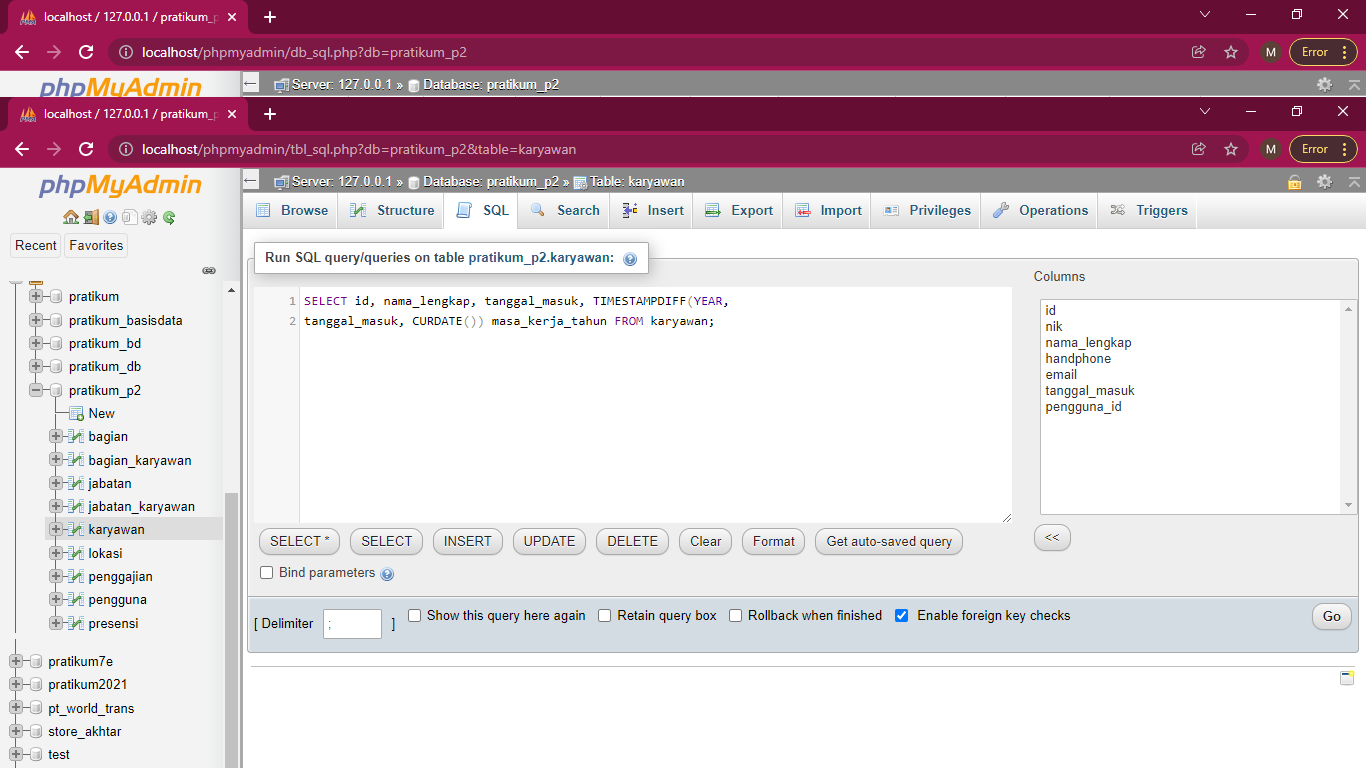 localhost / 127.0.0.1 / pratikum_p
localhost/phpmyadmin/db_sql.php?db=pratikum_p2
M
Error
phpMyAdmin
Server: 127.0.0.1 » Database: pratikum_p2
localhost / 127.0.0.1 / pratikum_p
localhost/phpmyadmin/tbl_sql.php?db=pratikum_p2&table=karyawan
M
Error
phpMyAdmin
Server: 127.0.0.1 » Database: pratikum_p2 » Table: karyawan
Browse
Structure
SQL
Search
Insert
Export
Import
Privileges
Operations
Triggers
Recent
Favorites
pratikum
pratikum_basisdata
pratikum_bd
pratikum_db
pratikum_p2
New
bagian
bagian_karyawan
jabatan
jabatan_karyawan
karyawan
lokasi
penggajian
pengguna
presensi
pratikum7e
pratikum2021
pt_world_trans
store_akhtar
test
Run SQL query/queries on table pratikum_p2.karyawan:
1 SELECT id, nama_lengkap, tanggal_masuk, TIMESTAMPDIFF(YEAR,
2 tanggal_masuk, CURDATE()) masa_kerja_tahun FROM karyawan;
Columns
id
nik
nama_lengkap
handphone
email
tanggal_masuk
pengguna_id
SELECT *
SELECT
INSERT
UPDATE
DELETE
Clear
Format
Get auto-saved query
<<
Bind parameters
[ Delimiter ; ]
Show this query here again
Retain query box
Rollback when finished
Enable foreign key checks
Go